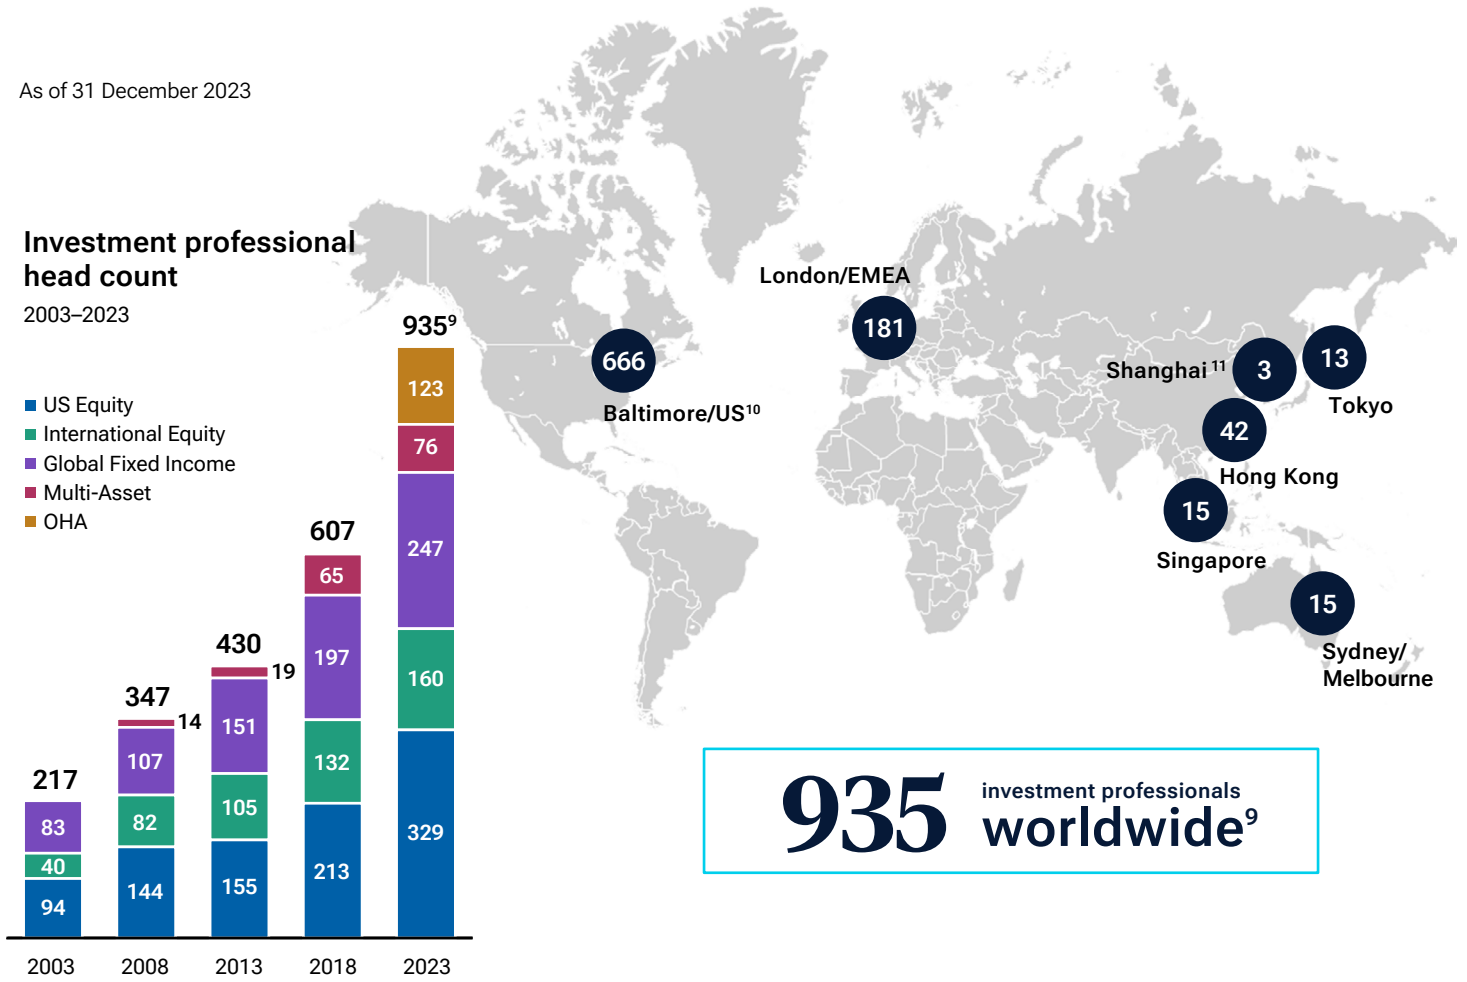 As of 31 December 2023
Investment professional
head count
2003–2023
US Equity
International Equity
Global Fixed Income
Multi-Asset
OHA
217
83
40
94
2003
347
14
107
82
144
2008
430
19
151
105
155
2013
607
65
197
132
213
2018
935⁹
123
76
247
160
329
2023
666
Baltimore/US¹⁰
London/EMEA
181
Shanghai ¹¹
3
13
Tokyo
42
Hong Kong
15
Singapore
15
Sydney/
Melbourne
935
investment professionals
worldwide⁹